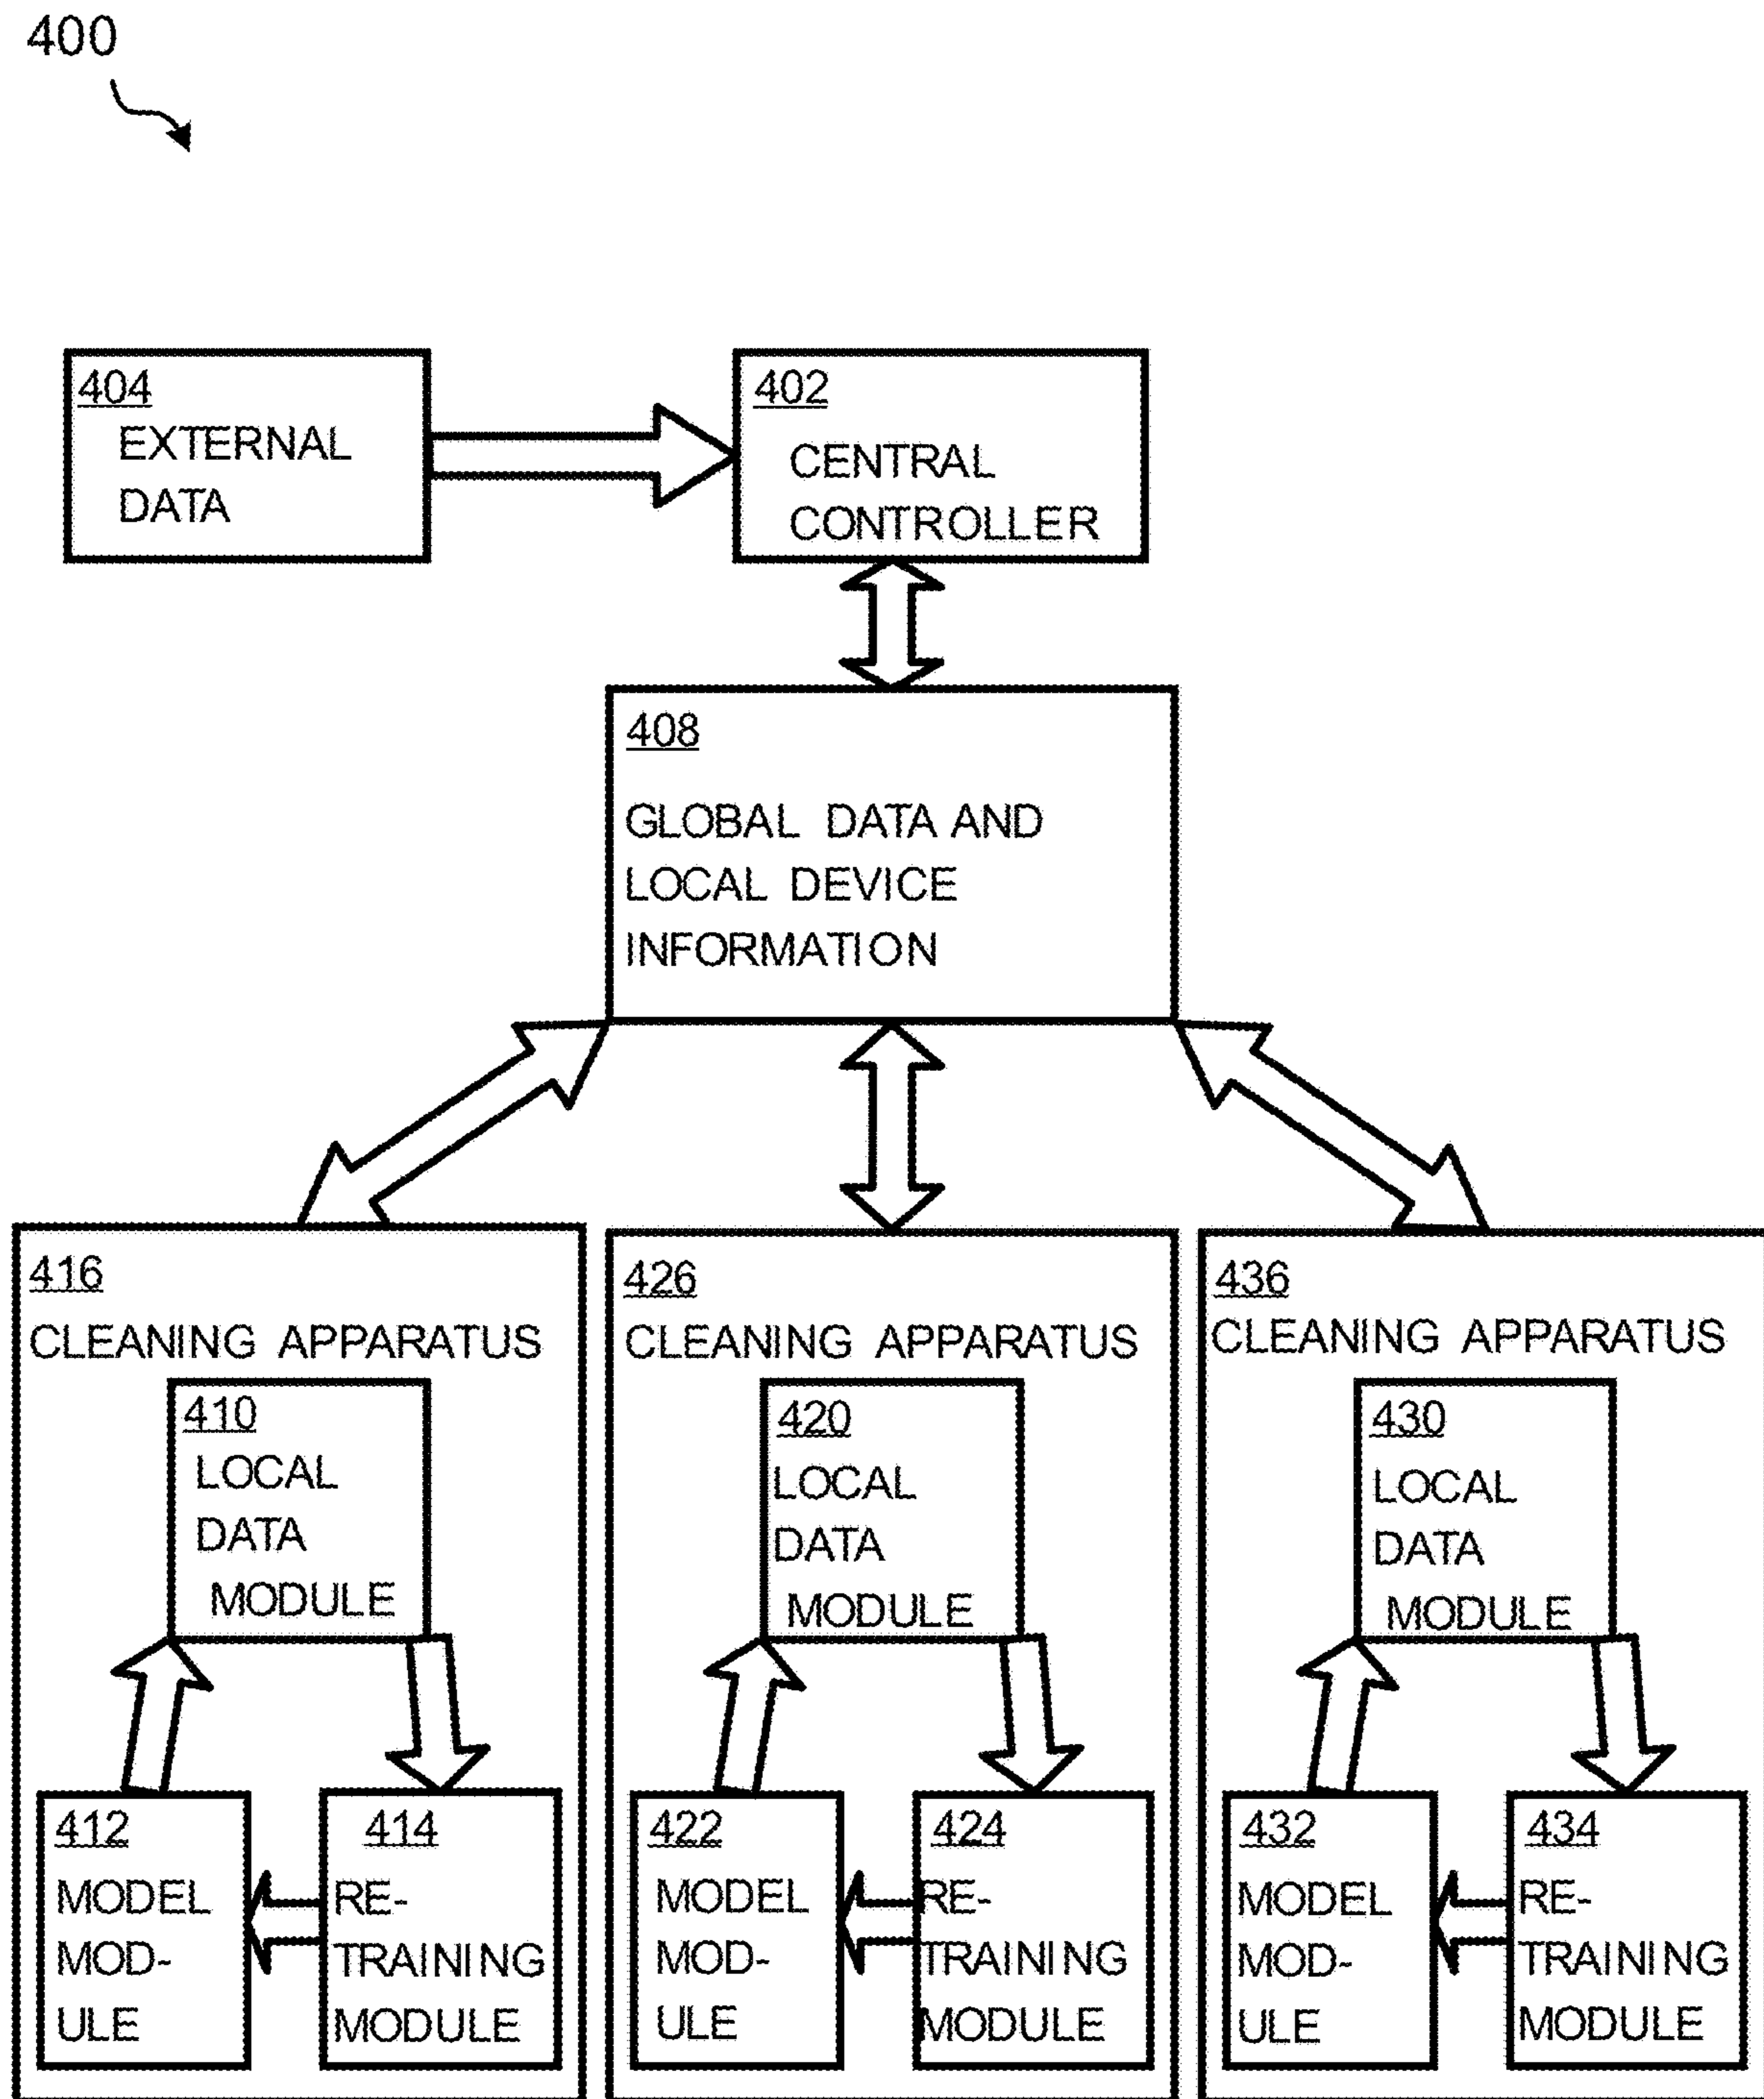 400
404
EXTERNAL
DATA
402
CENTRAL
CONTROLLER
408
GLOBAL DATA AND
LOCAL DEVICE
INFORMATION
416
CLEANING APPARATUS
410
LOCAL
DATA
MODULE
412
MODEL
MOD-
ULE
414
RE-
TRAINING
MODULE
426
CLEANING APPARATUS
420
LOCAL
DATA
MODULE
422
MODEL
MOD-
ULE
424
RE-
TRAINING
MODULE
436
CLEANING APPARATUS
430
LOCAL
DATA
MODULE
432
MODEL
MOD-
ULE
434
RE-
TRAINING
MODULE